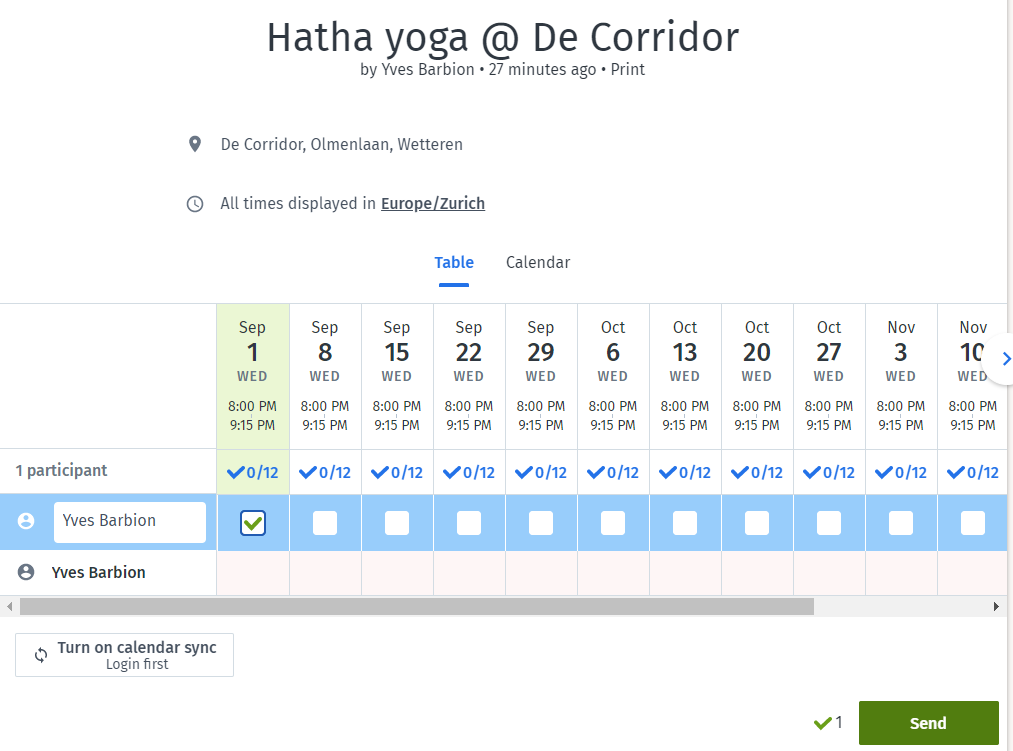 Hatha yoga @ De Corridor
by Yves Barbion • 27 minutes ago • Print
De Corridor, Olmenlaan, Wetteren
All times displayed in Europe/Zurich
Table Calendar
Sep Sep Sep Sep Sep Oct Oct Oct Oct Nov Nov
1 8 15 22 29 6 13 20 27 3 10
WED WED WED WED WED WED WED WED WED WED WED
8:00 PM 8:00 PM 8:00 PM 8:00 PM 8:00 PM 8:00 PM 8:00 PM 8:00 PM 8:00 PM 8:00 PM 8:00 PM
9:15 PM 9:15 PM 9:15 PM 9:15 PM 9:15 PM 9:15 PM 9:15 PM 9:15 PM 9:15 PM 9:15 PM 9:15 PM
1 participant 0/12 0/12 0/12 0/12 0/12 0/12 0/12 0/12 0/12 0/12 0/12
Yves Barbion
Yves Barbion
Turn on calendar sync
Login first
1 Send